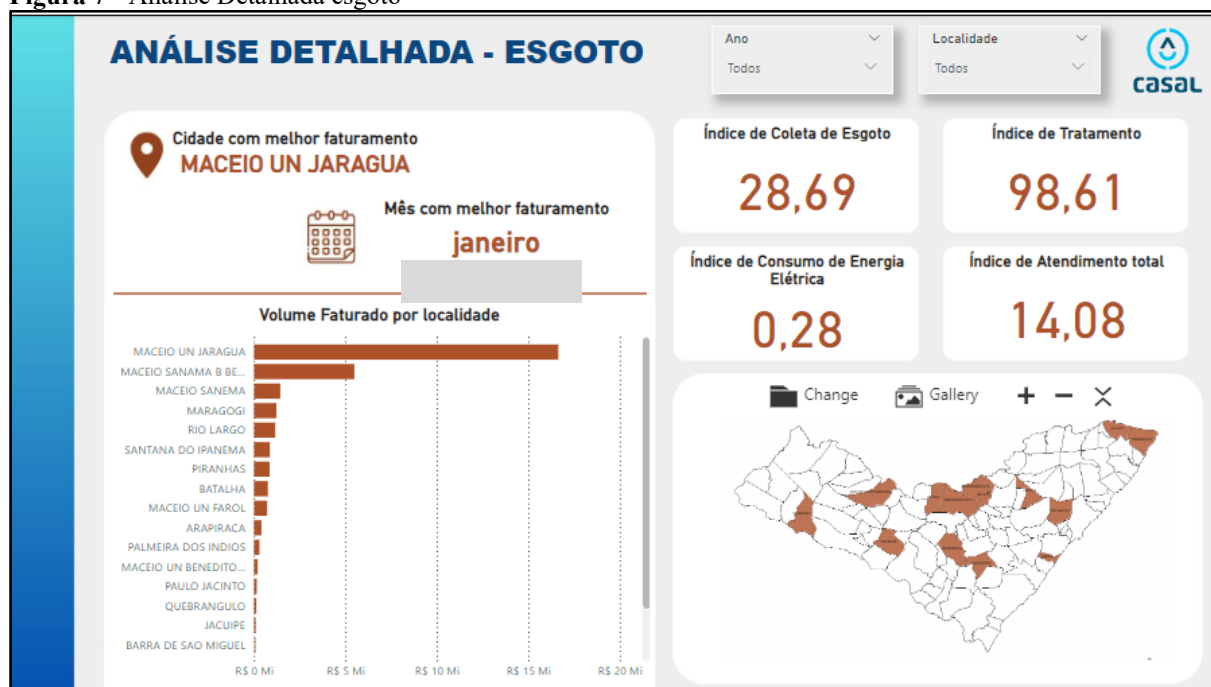 Figura 7 - Análise Detalhada esgoto
ANÁLISE DETALHADA - ESGOTO
Ano
Todos
Localidade
Todos
casal
Cidade com melhor faturamento
MACEIO UN JARAGUA
Mês com melhor faturamento
janeiro
Índice de Coleta de Esgoto
28,69
Índice de Tratamento
98,61
Índice de Consumo de Energia
Elétrica
0,28
Índice de Atendimento total
14,08
Volume Faturado por localidade
MACEIO UN JARAGUA
MACEIO SANAMA B BE...
MACEIO SANEMA
MARAGOGI
RIO LARGO
SANTANA DO IPANEMA
PIRANHAS
BATALHA
MACEIO UN FAROL
ARAPIRACA
PALMEIRA DOS INDIOS
MACEIO UN BENEDITO...
PAULO JACINTO
QUEBRANGULO
JACUIPE
BARRA DE SAO MIGUEL
R$ 0 Mi R$ 5 Mi R$ 10 Mi R$ 15 Mi R$ 20 Mi
Change Gallery